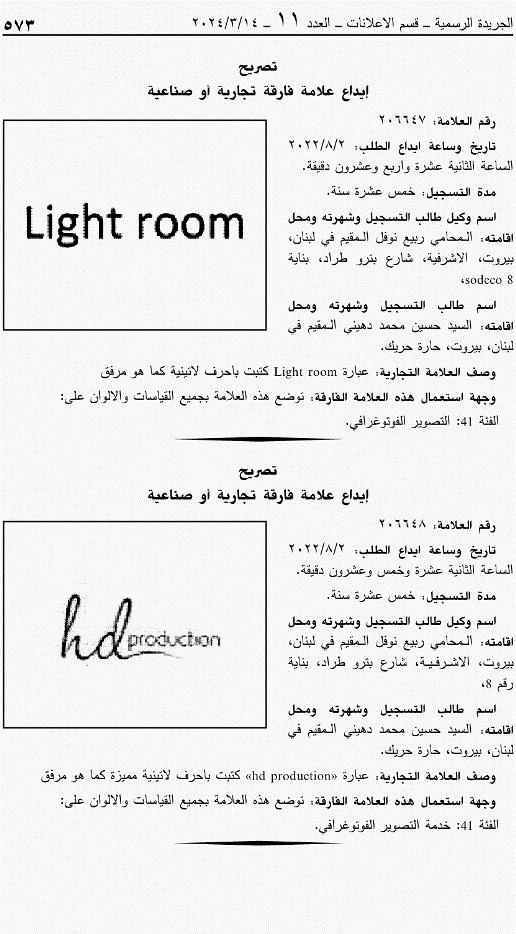 الجريدة الرسمية ــ قسم الاعلانات ــ العدد ١١ ــ ٢٠٢٤/٣/١٤
٥٧٣
تصريح
إيداع علامة فارقة تجارية أو صناعية
رقم العلامة: ٢٠٦٦٤٧
تاريخ وساعة ايداع الطلب: ٢٠٢٢/٨/٢
الساعة الثانية عشرة واربع وعشرون دقيقة.
مدة التسجيل: خمس عشرة سنة.
اسم وكيل طالب التسجيل وشهرته ومحل
اقامته: المحامي ربيع نوفل المقيم في لبنان،
بيروت، الاشرفية، شارع بترو طراد، بناية
sodeco 8،
اسم طالب التسجيل وشهرته ومحل
اقامته: السيد حسين محمد دهيني المقيم في
لبنان، بيروت، حارة حريك.
Light room
وصف العلامة التجارية: عبارة Light room كتبت باحرف لاتينية كما هو مرفق
وجهة استعمال هذه العلامة الفارقة: توضع هذه العلامة بجميع القياسات والالوان على:
الفئة 41: التصوير الفوتوغرافي.
تصريح
إيداع علامة فارقة تجارية أو صناعية
رقم العلامة: ٢٠٦٦٤٨
تاريخ وساعة ايداع الطلب: ٢٠٢٢/٨/٢
الساعة الثانية عشرة وخمس وعشرون دقيقة.
مدة التسجيل: خمس عشرة سنة.
اسم وكيل طالب التسجيل وشهرته ومحل
اقامته: المحامي ربيع نوفل المقيم في لبنان،
بيروت، الاشرفية، شارع بترو طراد، بناية
رقم 8،
اسم طالب التسجيل وشهرته ومحل
اقامته: السيد حسين محمد دهيني المقيم في
لبنان، بيروت، حارة حريك.
hd production
وصف العلامة التجارية: عبارة «hd production» كتبت باحرف لاتينية مميزة كما هو مرفق
وجهة استعمال هذه العلامة الفارقة: توضع هذه العلامة بجميع القياسات والالوان على:
الفئة 41: خدمة التصوير الفوتوغرافي.